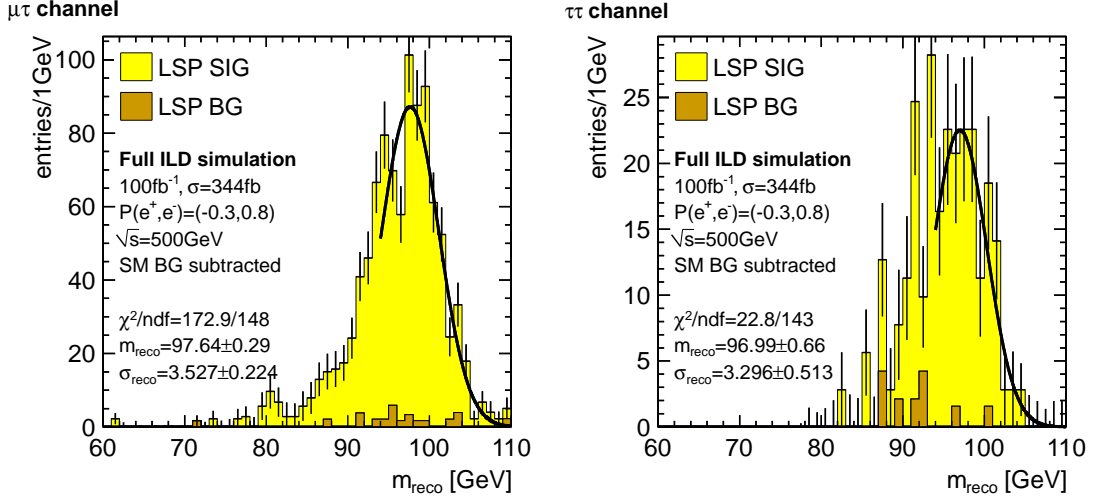 μτ channel
entries/1GeV
100
80
60
40
20
0
LSP SIG
LSP BG
Full ILD simulation
100fb⁻¹, σ=344fb
P(e⁺,e⁻)=(-0.3,0.8)
√s=500GeV
SM BG subtracted
χ²/ndf=172.9/148
m_reco=97.64±0.29
σ_reco=3.527±0.224
60 70 80 90 100 110
m_reco [GeV]
ττ channel
entries/1GeV
25
20
15
10
5
0
LSP SIG
LSP BG
Full ILD simulation
100fb⁻¹, σ=344fb
P(e⁺,e⁻)=(-0.3,0.8)
√s=500GeV
SM BG subtracted
χ²/ndf=22.8/143
m_reco=96.99±0.66
σ_reco=3.296±0.513
60 70 80 90 100 110
m_reco [GeV]